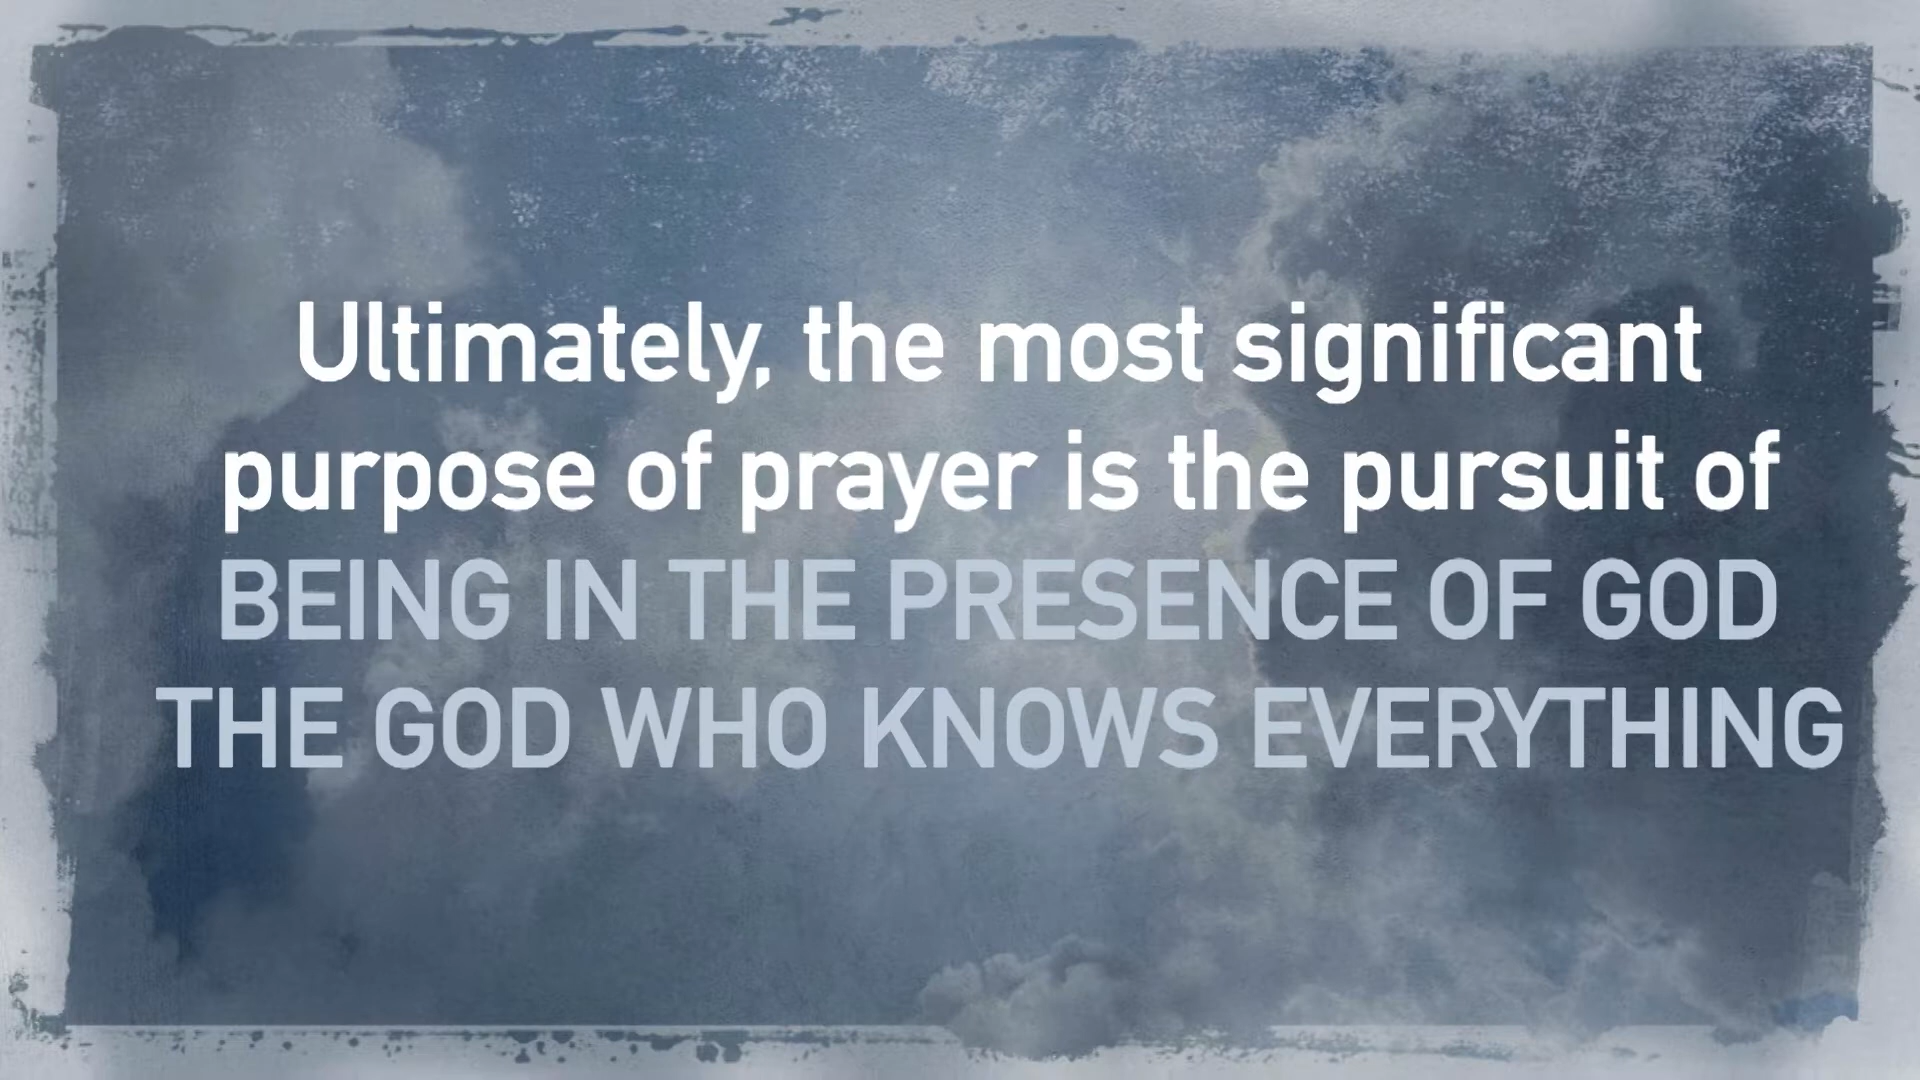 Ultimately, the most significant
purpose of prayer is the pursuit of
BEING IN THE PRESENCE OF GOD
THE GOD WHO KNOWS EVERYTHING